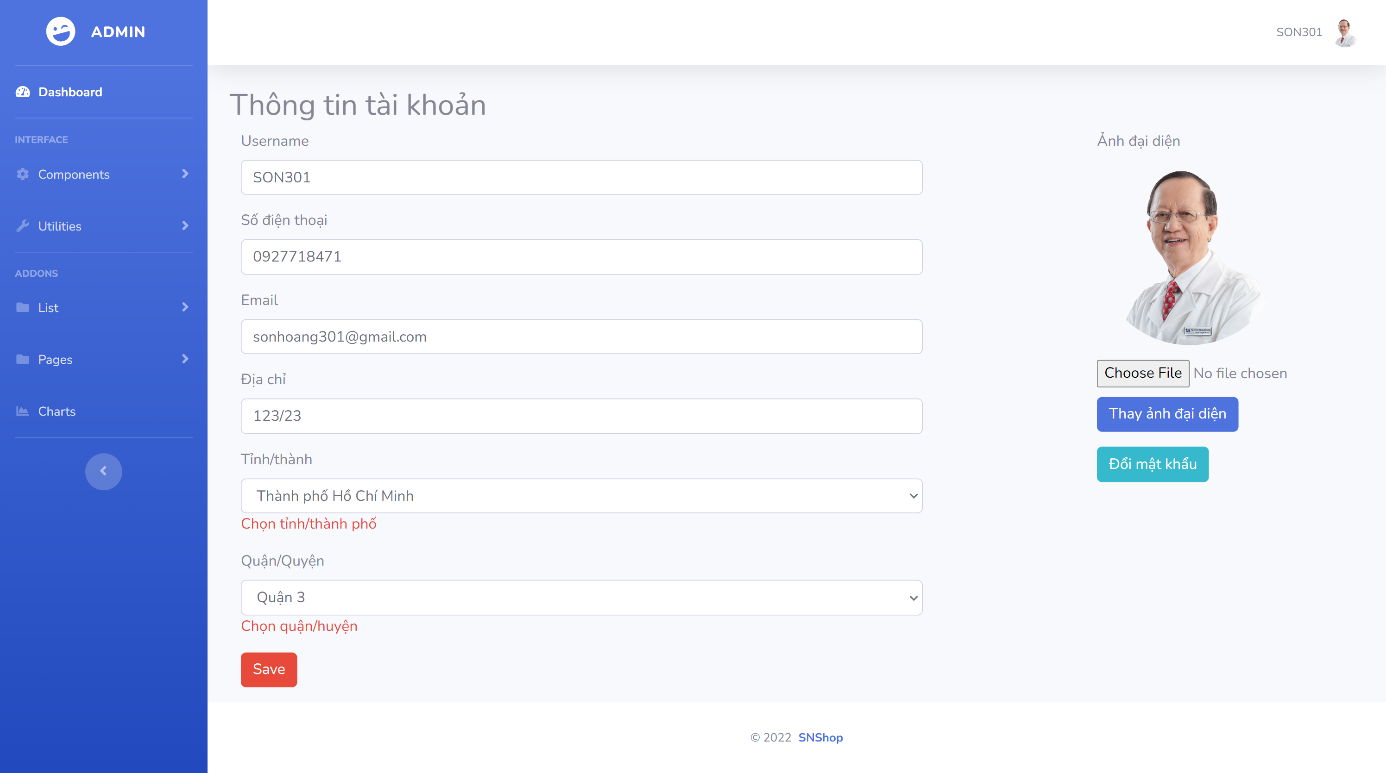 ADMIN
SON301
Dashboard
INTERFACE
Components
Utilities
ADDONS
List
Pages
Charts
Thông tin tài khoản
Username
SON301
Số điện thoại
0927718471
Email
sonhoang301@gmail.com
Địa chỉ
123/23
Tỉnh/thành
Thành phố Hồ Chí Minh
Chọn tỉnh/thành phố
Quận/Quyện
Quận 3
Chọn quận/huyện
Save
Ảnh đại diện
Choose File No file chosen
Thay ảnh đại diện
Đổi mật khẩu
© 2022 SNShop